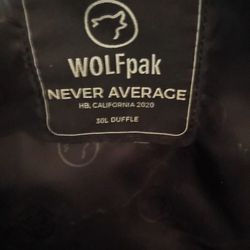 WOLFpak
NEVER AVERAGE
HB, CALIFORNIA 2020
30L DUFFLE